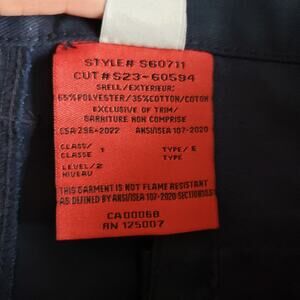 STYLE# S60711
CUT # S23-60594
SHELL/EXTERIEUR:
65%POLYESTER/35%COTTON/COTON
EXCLUSIVE OF TRIM/
GARNITURE NON COMPRISE
CSA Z96-2022 ANSI/ISEA 107-2020
CLASS/ 1 TYPE/ E
CLASSE TYPE
LEVEL/2
NIVEAU
THIS GARMENT IS NOT FLAME RESISTANT
AS DEFINED BY ANSI/ISEA 107-2020 SECTION10.5
CA00068
RN 125007